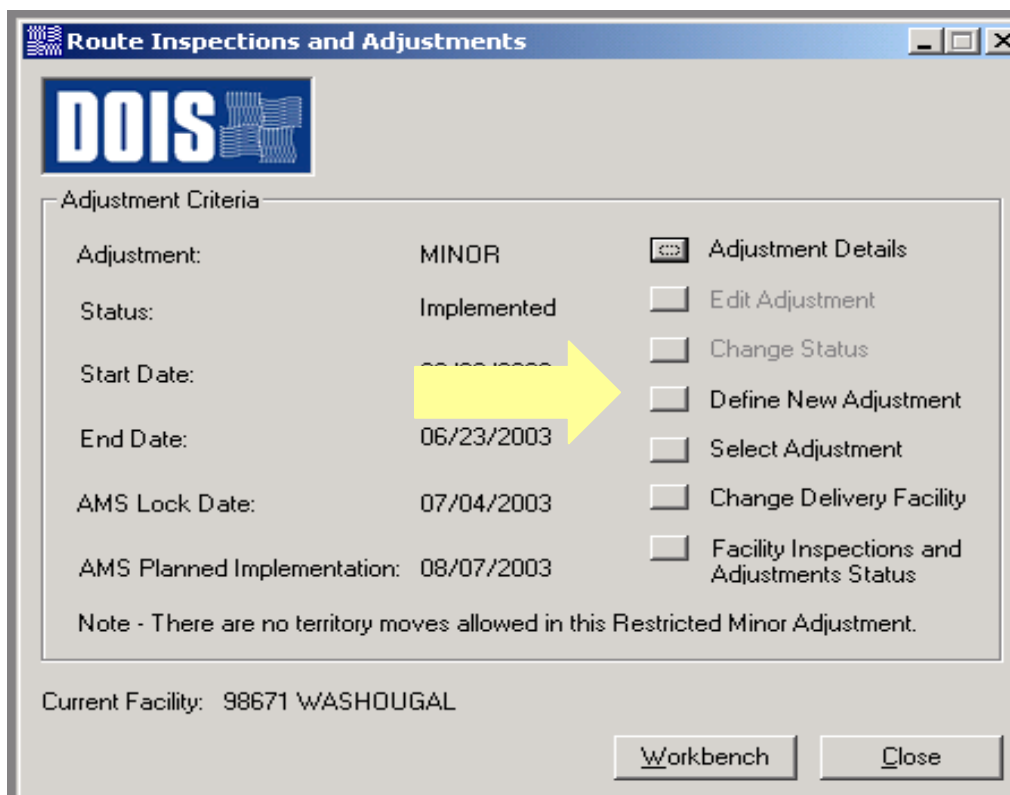 Route Inspections and Adjustments
DOIS
Adjustment Criteria
Adjustment: MINOR
Adjustment Details
Status: Implemented
Edit Adjustment
Change Status
Start Date:
Define New Adjustment
End Date: 06/23/2003
Select Adjustment
AMS Lock Date: 07/04/2003
Change Delivery Facility
AMS Planned Implementation: 08/07/2003
Facility Inspections and
Adjustments Status
Note - There are no territory moves allowed in this Restricted Minor Adjustment.
Current Facility: 98671 WASHOUGAL
Workbench
Close